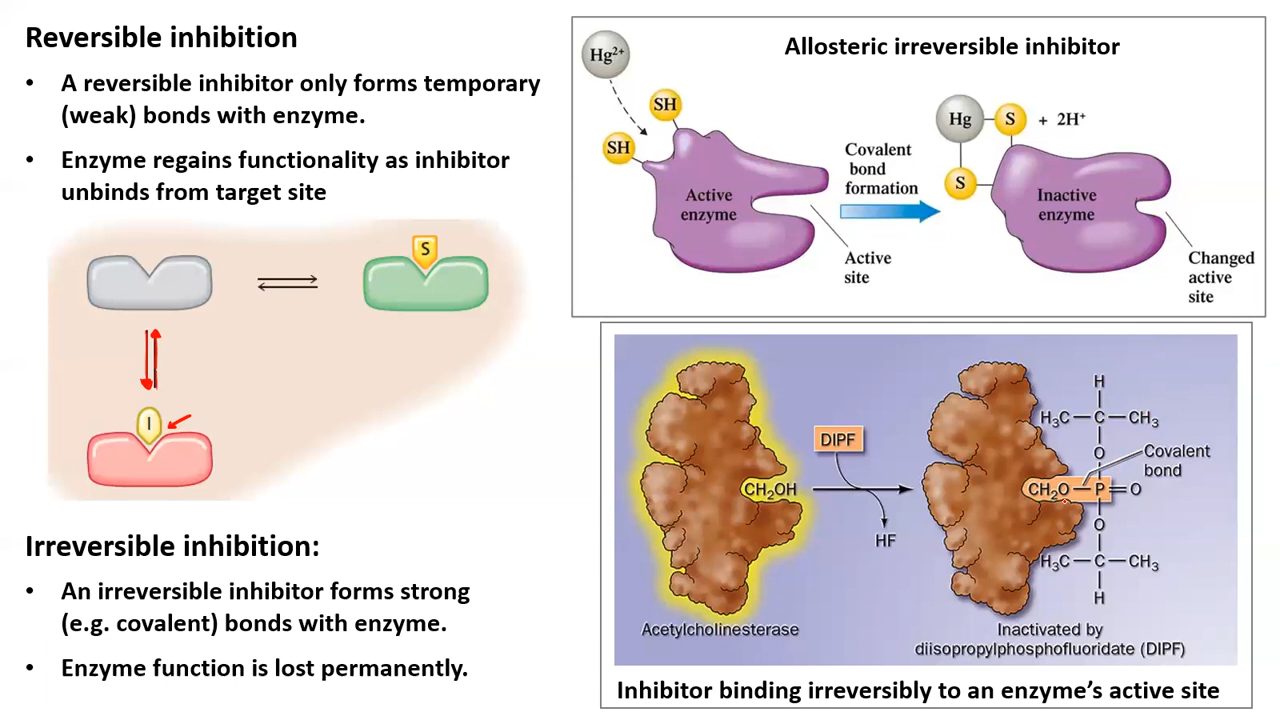 Reversible inhibition
• A reversible inhibitor only forms temporary
(weak) bonds with enzyme.
• Enzyme regains functionality as inhibitor
unbinds from target site
S
I
Irreversible inhibition:
• An irreversible inhibitor forms strong
(e.g. covalent) bonds with enzyme.
• Enzyme function is lost permanently.
Allosteric irreversible inhibitor
Hg²⁺
SH
SH
Active
enzyme
Active
site
Covalent
bond
formation
Hg S + 2H⁺
S
Inactive
enzyme
Changed
active
site
CH₂OH
Acetylcholinesterase
DIPF
HF
H
H₃C—C—CH₃
O
Covalent
bond
CH₂O—P=O
O
H₃C—C—CH₃
H
Inactivated by
diisopropylphosphofluoridate (DIPF)
Inhibitor binding irreversibly to an enzyme's active site